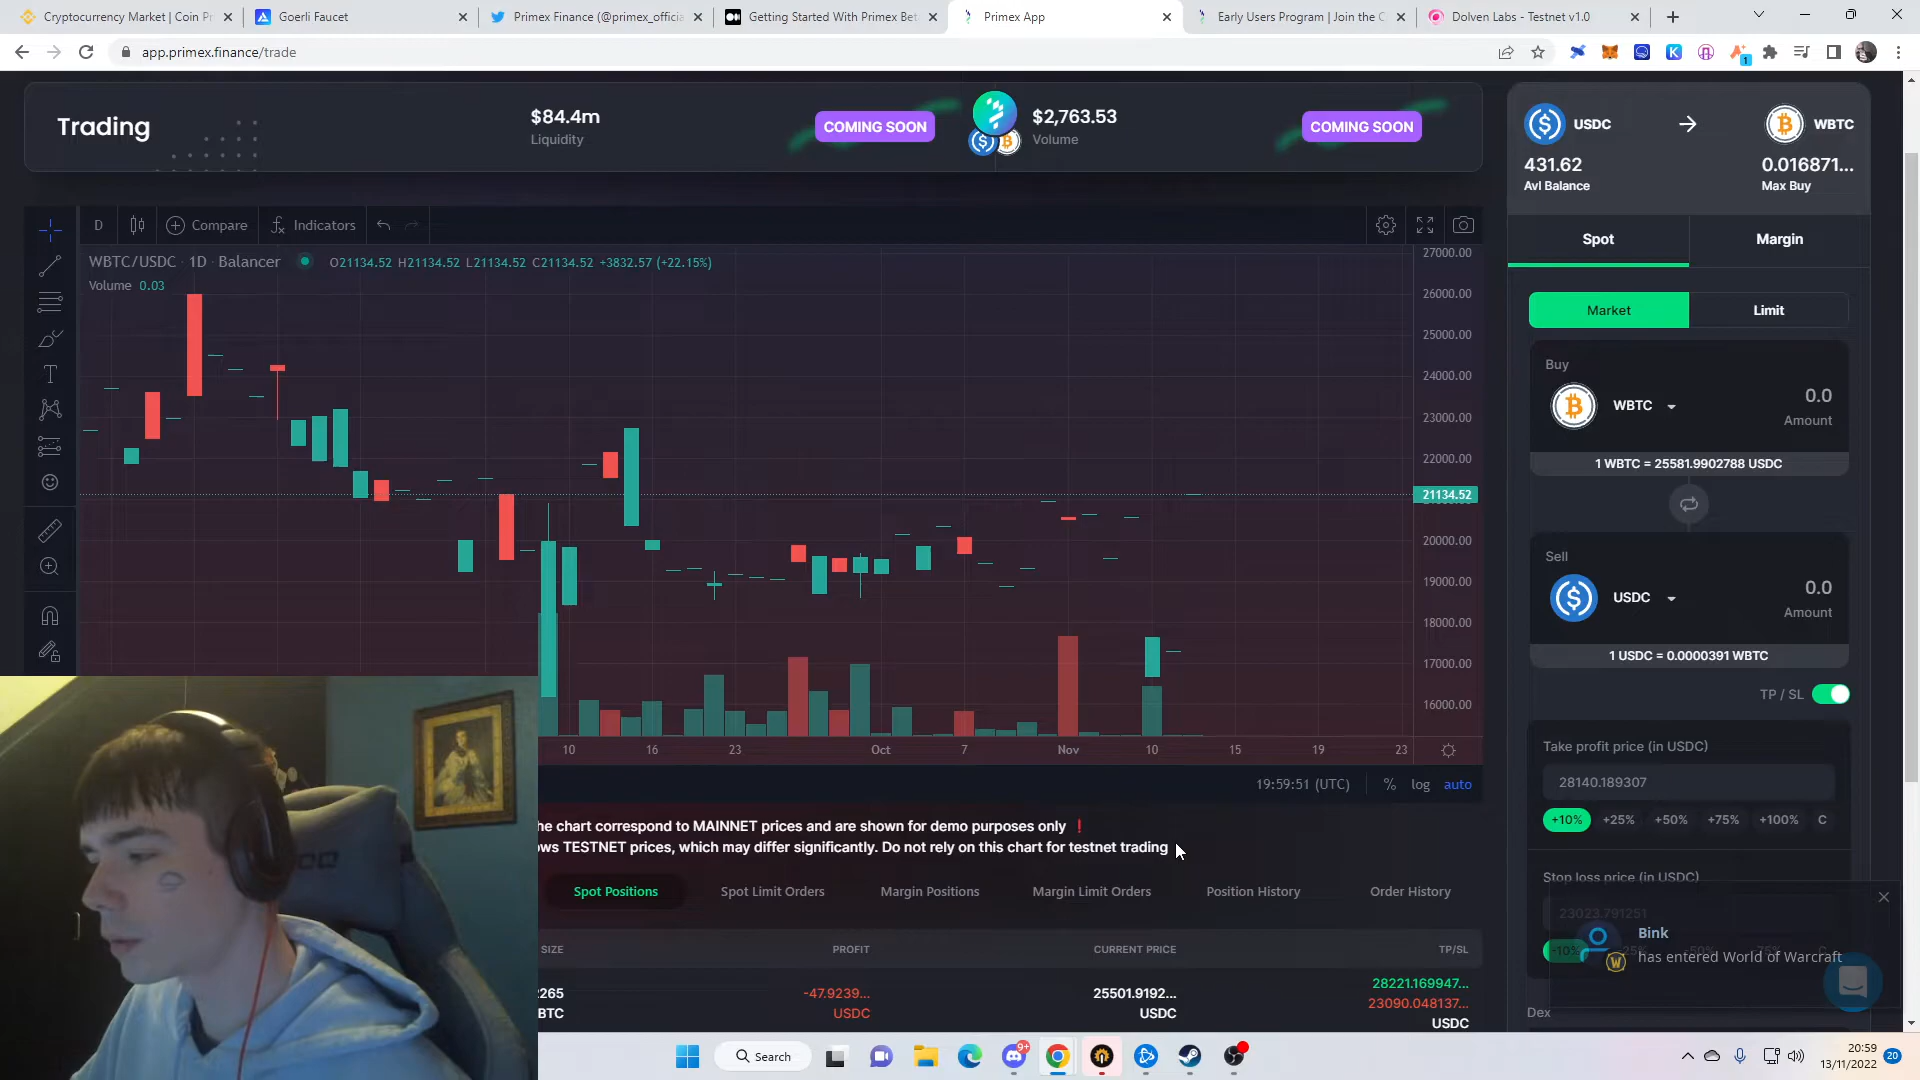 Cryptocurrency Market | Coin Pr
Goerli Faucet
Primex Finance (@primex_officia
Getting Started With Primex Bet
Primex App
Early Users Program | Join the C
Dolven Labs - Testnet v1.0
app.primex.finance/trade
1
Trading
$84.4m
Liquidity
COMING SOON
$2,763.53
Volume
COMING SOON
USDC
WBTC
431.62
Avl Balance
0.016871...
Max Buy
Spot
Margin
Market
Limit
D
Compare
Indicators
WBTC/USDC · 1D · Balancer
O21134.52 H21134.52 L21134.52 C21134.52 +3832.57 (+22.15%)
Volume 0.03
27000.00
26000.00
25000.00
24000.00
23000.00
22000.00
21134.52
20000.00
19000.00
18000.00
17000.00
16000.00
10
16
23
Oct
7
Nov
10
15
19
23
19:59:51 (UTC)
%
log
auto
Buy
WBTC
0.0
Amount
1 WBTC = 25581.9902788 USDC
Sell
USDC
0.0
Amount
1 USDC = 0.0000391 WBTC
TP / SL
Take profit price (in USDC)
28140.189307
+10%
+25%
+50%
+75%
+100%
C
Stop loss price (in USDC)
23023.791251
Bink
has entered World of Warcraft
Dex
he chart correspond to MAINNET prices and are shown for demo purposes only ❗
ows TESTNET prices, which may differ significantly. Do not rely on this chart for testnet trading
Spot Positions
Spot Limit Orders
Margin Positions
Margin Limit Orders
Position History
Order History
SIZE
PROFIT
CURRENT PRICE
TP/SL
265
BTC
-47.9239...
USDC
25501.9192...
USDC
28221.169947...
23090.048137...
USDC
Search
9+
20:59
13/11/2022
20